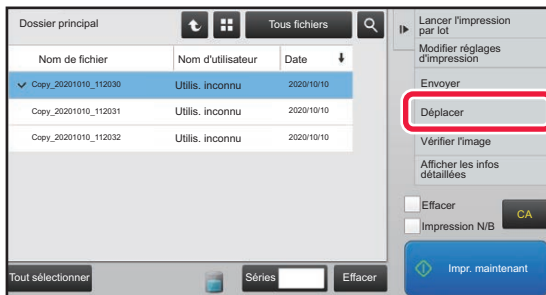 Dossier principal
Tous fichiers
Nom de fichier
Nom d'utilisateur
Date
Copy_20201010_112030
Utilis. inconnu
2020/10/10
Copy_20201010_112031
Utilis. inconnu
2020/10/10
Copy_20201010_112032
Utilis. inconnu
2020/10/10
Tout sélectionner
Séries
Effacer
Lancer l'impression
par lot
Modifier réglages
d'impression
Envoyer
Déplacer
Vérifier l'image
Afficher les infos
détaillées
Effacer
Impression N/B
CA
Impr. maintenant